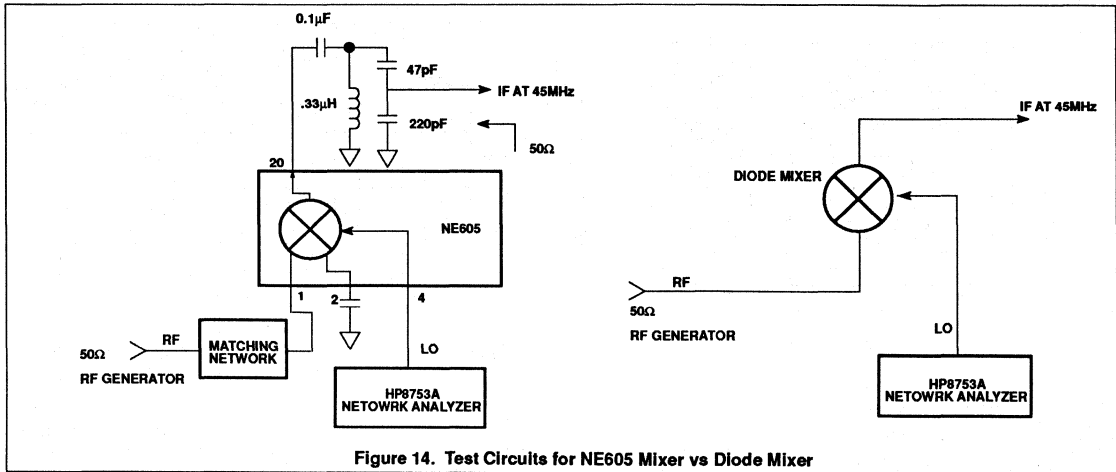 0.1µF
47pF
IF AT 45MHz
.33µH
220pF
50Ω
20
NE605
1
2
4
RF
50Ω
RF GENERATOR
MATCHING
NETWORK
LO
HP8753A
NETOWRK ANALYZER
IF AT 45MHz
DIODE MIXER
RF
50Ω
RF GENERATOR
LO
HP8753A
NETOWRK ANALYZER
Figure 14. Test Circuits for NE605 Mixer vs Diode Mixer